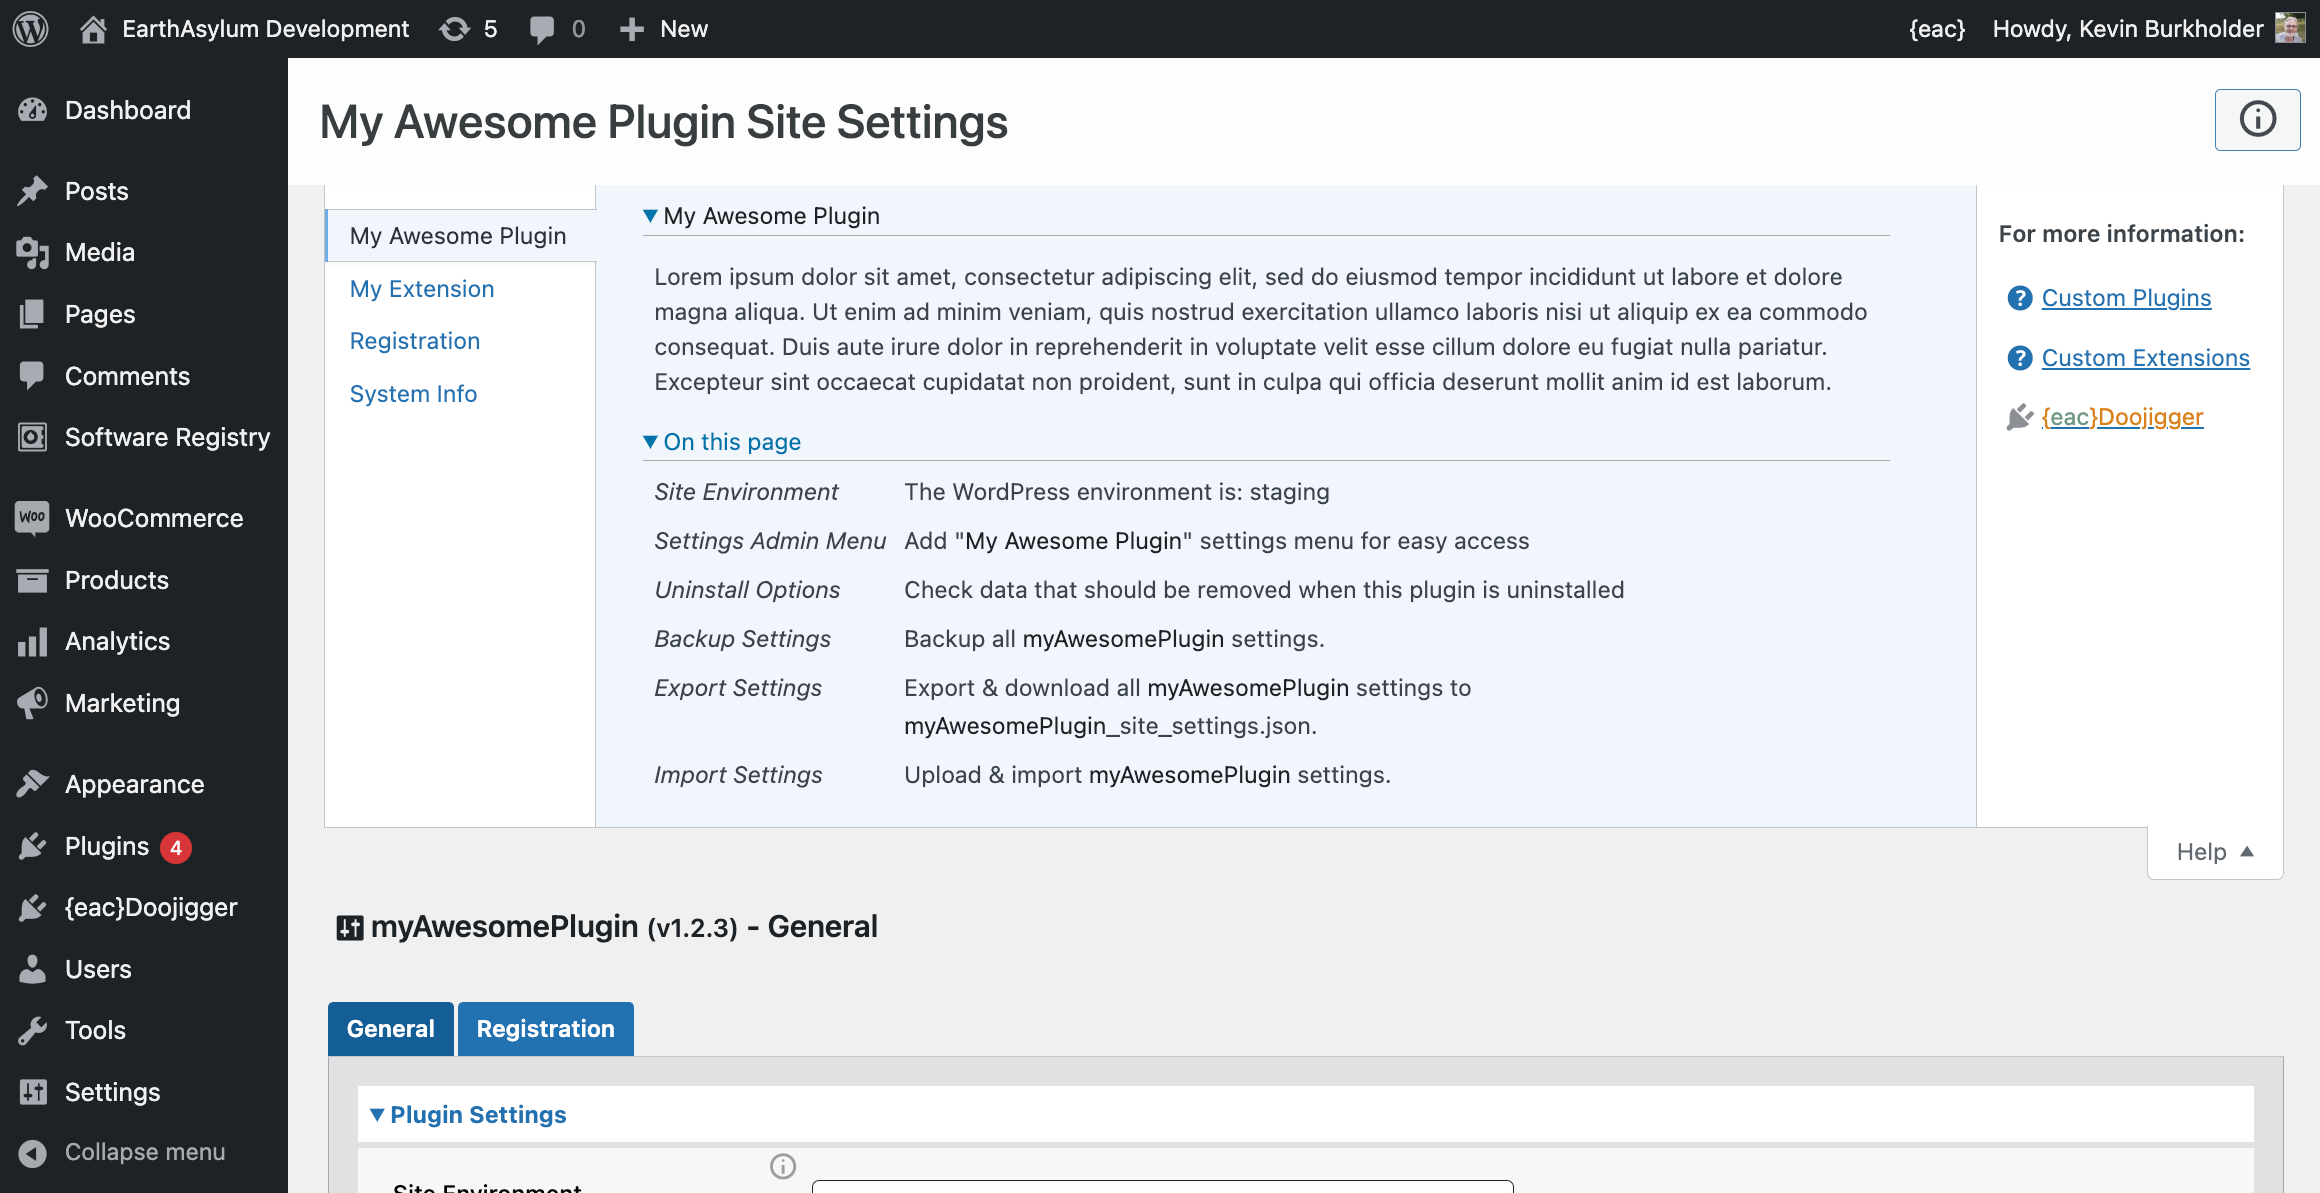 EarthAsylum Development 5 0 New {eac} Howdy, Kevin Burkholder
Dashboard
Posts
Media
Pages
Comments
Software Registry
Woo WooCommerce
Products
Analytics
Marketing
Appearance
Plugins 4
{eac}Doojigger
Users
Tools
Settings
Collapse menu
My Awesome Plugin Site Settings
My Awesome Plugin
My Extension
Registration
System Info
My Awesome Plugin
Lorem ipsum dolor sit amet, consectetur adipiscing elit, sed do eiusmod tempor incididunt ut labore et dolore
magna aliqua. Ut enim ad minim veniam, quis nostrud exercitation ullamco laboris nisi ut aliquip ex ea commodo
consequat. Duis aute irure dolor in reprehenderit in voluptate velit esse cillum dolore eu fugiat nulla pariatur.
Excepteur sint occaecat cupidatat non proident, sunt in culpa qui officia deserunt mollit anim id est laborum.
On this page
Site Environment The WordPress environment is: staging
Settings Admin Menu Add "My Awesome Plugin" settings menu for easy access
Uninstall Options Check data that should be removed when this plugin is uninstalled
Backup Settings Backup all myAwesomePlugin settings.
Export Settings Export & download all myAwesomePlugin settings to
myAwesomePlugin_site_settings.json.
Import Settings Upload & import myAwesomePlugin settings.
For more information:
Custom Plugins
Custom Extensions
{eac}Doojigger
Help
myAwesomePlugin (v1.2.3) - General
General Registration
Plugin Settings
Site Environment